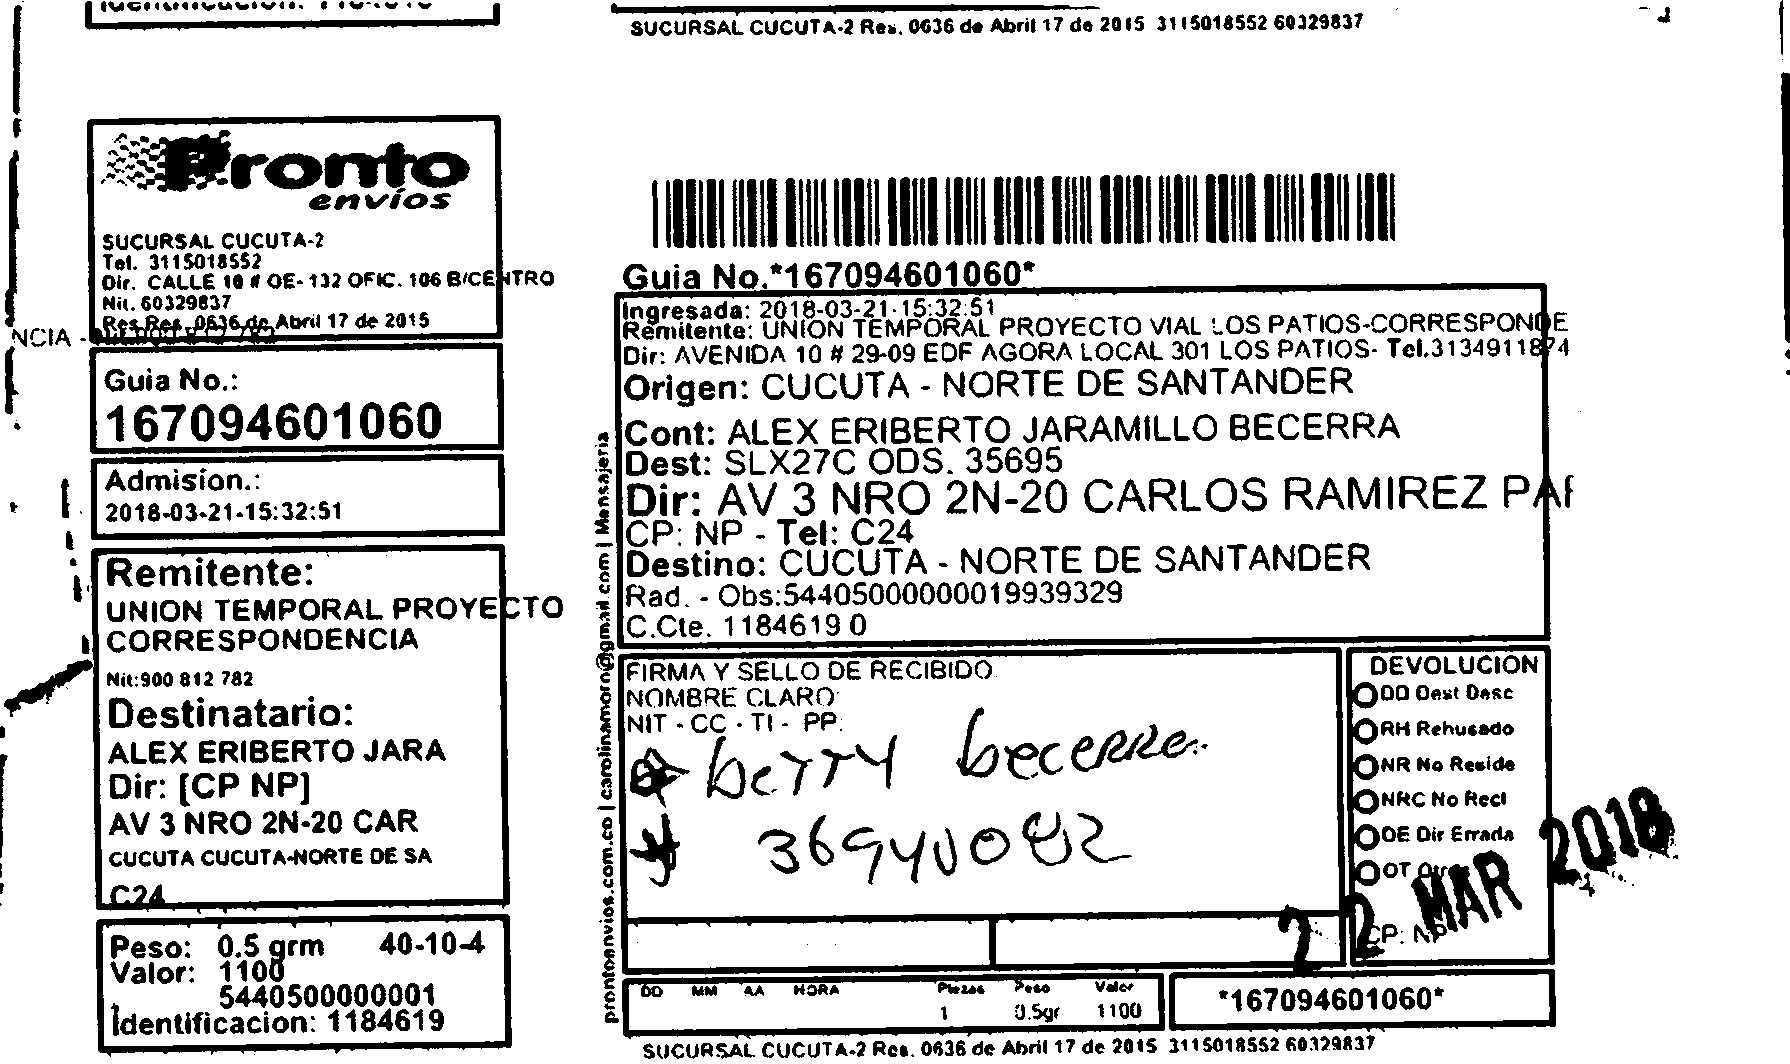 SUCURSAL CUCUTA-2 Res. 0636 de Abril 17 de 2015 3115018552 60329837
Pronto
envíos
SUCURSAL CUCUTA-2
Tel. 3115018552
Dir. CALLE 10 # OE- 132 OFIC. 106 B/CENTRO
Nit. 60329837
Res.Res. 0636 de Abril 17 de 2015
NCIA -
Guia No.:
167094601060
Admision.:
2018-03-21-15:32:51
Remitente:
UNION TEMPORAL PROYECTO
CORRESPONDENCIA
Nit:900 812 782
Destinatario:
ALEX ERIBERTO JARA
Dir: [CP NP]
AV 3 NRO 2N-20 CAR
CUCUTA CUCUTA-NORTE DE SA
C24
Peso: 0.5 grm 40-10-4
Valor: 1100
5440500000001
Identificacion: 1184619
Guia No.*167094601060*
Ingresada: 2018-03-21-15:32:51
Remitente: UNION TEMPORAL PROYECTO VIAL LOS PATIOS-CORRESPONDE
Dir: AVENIDA 10 # 29-09 EDF AGORA LOCAL 301 LOS PATIOS- Tel.3134911874
Origen: CUCUTA - NORTE DE SANTANDER
Cont: ALEX ERIBERTO JARAMILLO BECERRA
Dest: SLX27C ODS. 35695
Dir: AV 3 NRO 2N-20 CARLOS RAMIREZ PAR
CP: NP - Tel: C24
Destino: CUCUTA - NORTE DE SANTANDER
Rad. - Obs:54405000000019939329
C.Cte. 1184619 0
prontoenvios.com.co | carolinamorn@gmail.com | Mensajeria
FIRMA Y SELLO DE RECIBIDO
NOMBRE CLARO:
NIT - CC - TI - PP:
betty becerra
DEVOLUCION
DD Dest Desc
RH Rehusado
NR No Reside
NRC No Recl
DE Dir Errada
OT Otros
CP: NP
22 MAR 2018
DD MM AA HORA Piezas Peso Valor
1 0.5gr 1100
*167094601060*
SUCURSAL CUCUTA-2 Res. 0636 de Abril 17 de 2015 3115018552 60329837